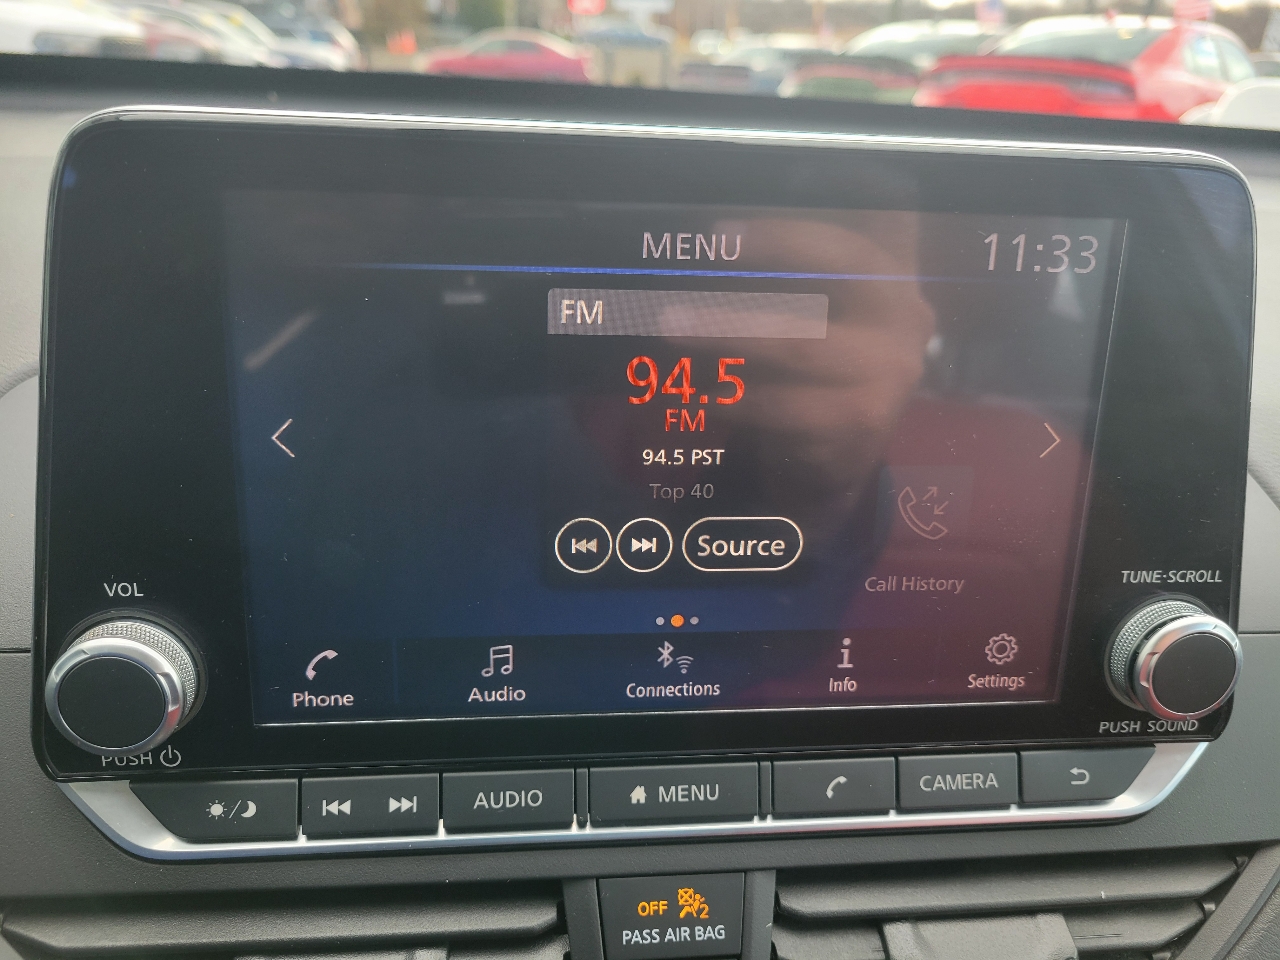 MENU
11:33
FM
94.5
FM
94.5 PST
Top 40
Source
Call History
Phone
Audio
Connections
Info
Settings
VOL
PUSH
TUNE·SCROLL
PUSH SOUND
AUDIO
MENU
CAMERA
OFF
2
PASS AIR BAG